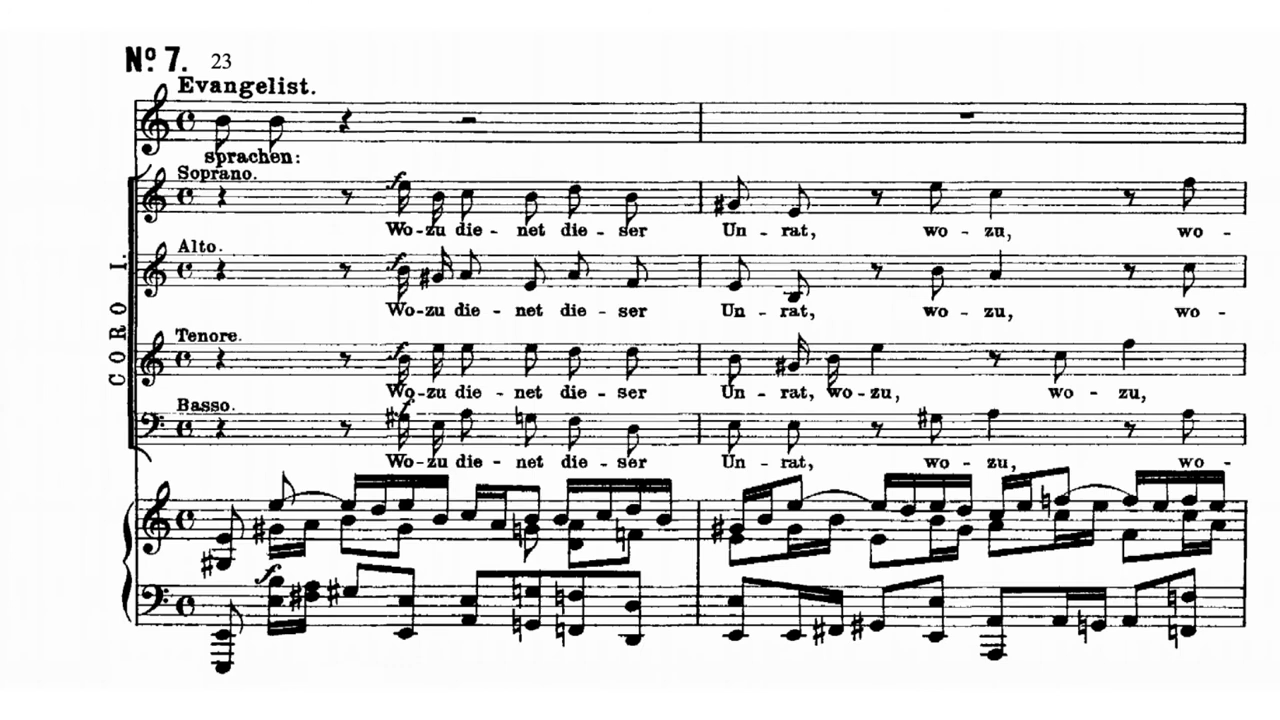 Nº 7. 23
Evangelist.
sprachen:
Soprano.
f
Wo-zu die - net die - ser Un - rat, wo - zu, wo -
Alto.
f
Wo-zu die - net die - ser Un - rat, wo - zu, wo -
CORO I.
Tenore.
f
Wo-zu die - net die - ser Un - rat, wo - zu, wo - zu,
Basso.
f
Wo-zu die - net die - ser Un - rat, wo - zu, wo -
f